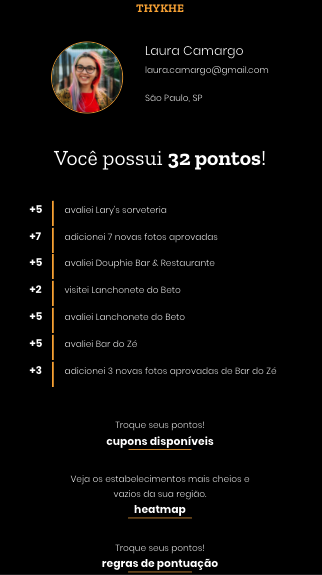 THYKHE
Laura Camargo
laura.camargo@gmail.com
São Paulo, SP
Você possui 32 pontos!
+5 avaliei Lary's sorveteria
+7 adicionei 7 novas fotos aprovadas
+5 avaliei Douphie Bar & Restaurante
+2 visitei Lanchonete do Beto
+5 avaliei Lanchonete do Beto
+5 avaliei Bar do Zé
+3 adicionei 3 novas fotos aprovadas de Bar do Zé
Troque seus pontos!
cupons disponíveis
Veja os estabelecimentos mais cheios e
vazios da sua região.
heatmap
Troque seus pontos!
regras de pontuação